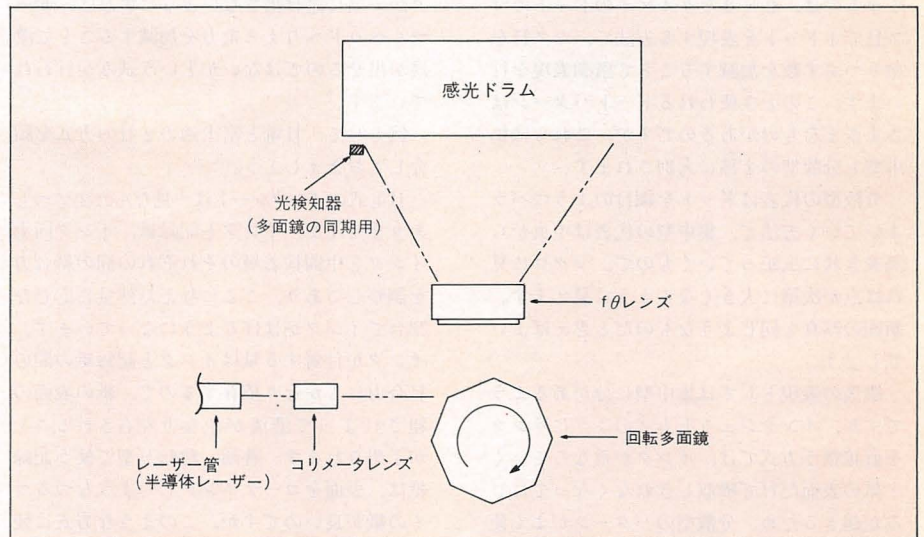 感光ドラム
光検知器
(多面鏡の同期用)
fθレンズ
レーザー管
(半導体レーザー)
コリメータレンズ
回転多面鏡